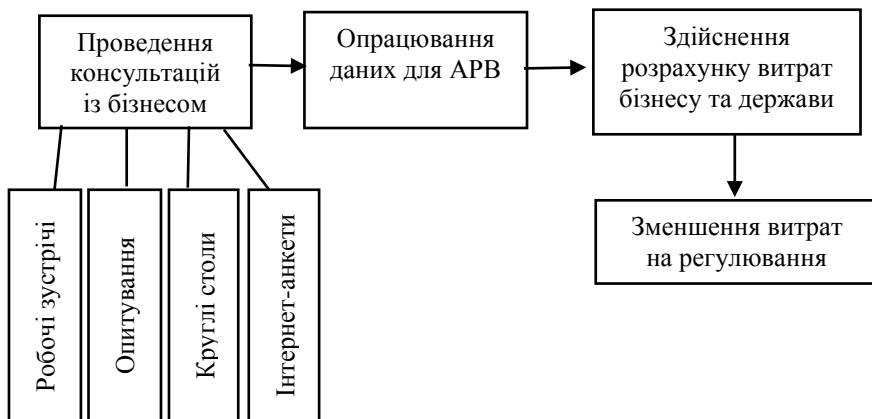 Проведення
консультацій
із бізнесом
Опрацювання
даних для АРВ
Здійснення
розрахунку витрат
бізнесу та держави
Зменшення витрат
на регулювання
Робочі зустрічі
Опитування
Круглі столи
Інтернет-анкети